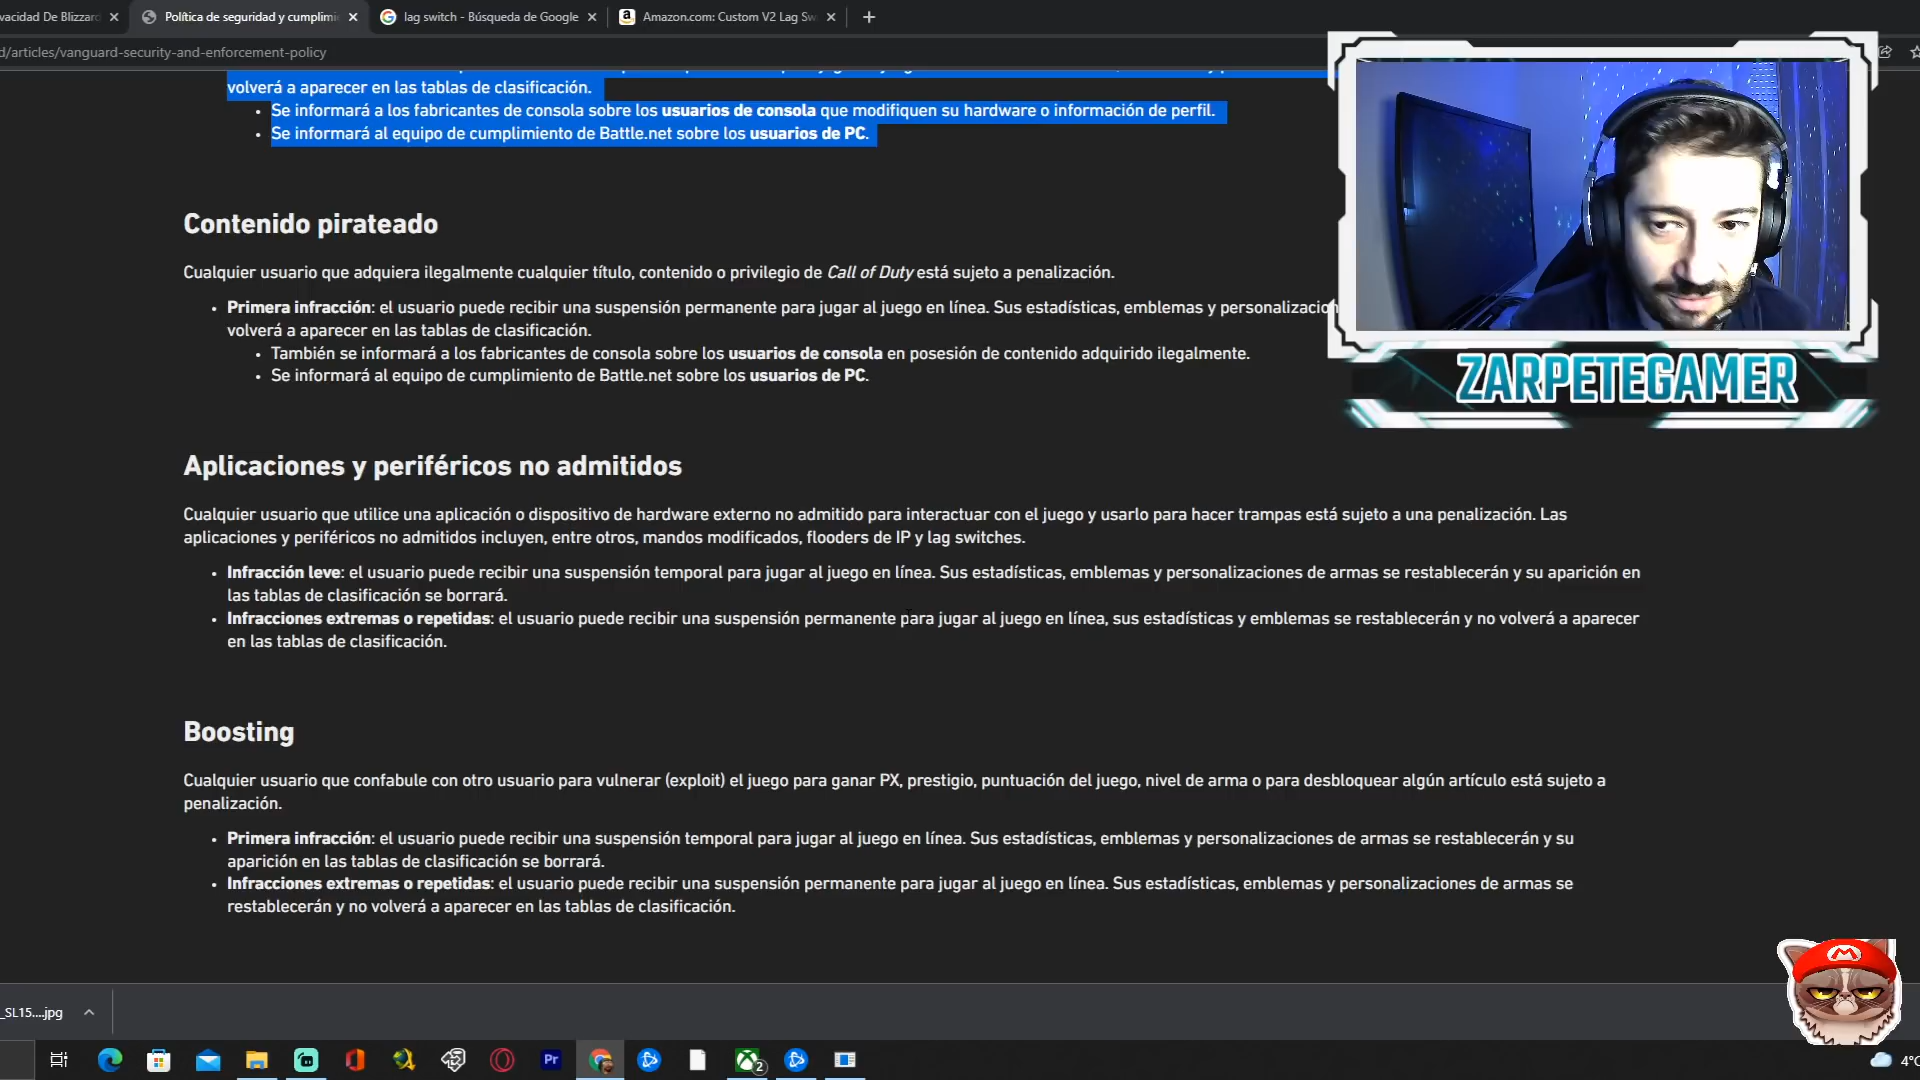 vacidad De Blizzard
Política de seguridad y cumplimi
lag switch - Búsqueda de Google
Amazon.com: Custom V2 Lag Sw
d/articles/vanguard-security-and-enforcement-policy
volverá a aparecer en las tablas de clasificación.
• Se informará a los fabricantes de consola sobre los usuarios de consola que modifiquen su hardware o información de perfil.
• Se informará al equipo de cumplimiento de Battle.net sobre los usuarios de PC.
Contenido pirateado
Cualquier usuario que adquiera ilegalmente cualquier título, contenido o privilegio de Call of Duty está sujeto a penalización.
• Primera infracción: el usuario puede recibir una suspensión permanente para jugar al juego en línea. Sus estadísticas, emblemas y personalizacion
volverá a aparecer en las tablas de clasificación.
• También se informará a los fabricantes de consola sobre los usuarios de consola en posesión de contenido adquirido ilegalmente.
• Se informará al equipo de cumplimiento de Battle.net sobre los usuarios de PC.
ZARPETEGAMER
Aplicaciones y periféricos no admitidos
Cualquier usuario que utilice una aplicación o dispositivo de hardware externo no admitido para interactuar con el juego y usarlo para hacer trampas está sujeto a una penalización. Las
aplicaciones y periféricos no admitidos incluyen, entre otros, mandos modificados, flooders de IP y lag switches.
• Infracción leve: el usuario puede recibir una suspensión temporal para jugar al juego en línea. Sus estadísticas, emblemas y personalizaciones de armas se restablecerán y su aparición en
las tablas de clasificación se borrará.
• Infracciones extremas o repetidas: el usuario puede recibir una suspensión permanente para jugar al juego en línea, sus estadísticas y emblemas se restablecerán y no volverá a aparecer
en las tablas de clasificación.
Boosting
Cualquier usuario que confabule con otro usuario para vulnerar (exploit) el juego para ganar PX, prestigio, puntuación del juego, nivel de arma o para desbloquear algún artículo está sujeto a
penalización.
• Primera infracción: el usuario puede recibir una suspensión temporal para jugar al juego en línea. Sus estadísticas, emblemas y personalizaciones de armas se restablecerán y su
aparición en las tablas de clasificación se borrará.
• Infracciones extremas o repetidas: el usuario puede recibir una suspensión permanente para jugar al juego en línea. Sus estadísticas, emblemas y personalizaciones de armas se
restablecerán y no volverá a aparecer en las tablas de clasificación.
_SL15....jpg
Pr
2
4°C